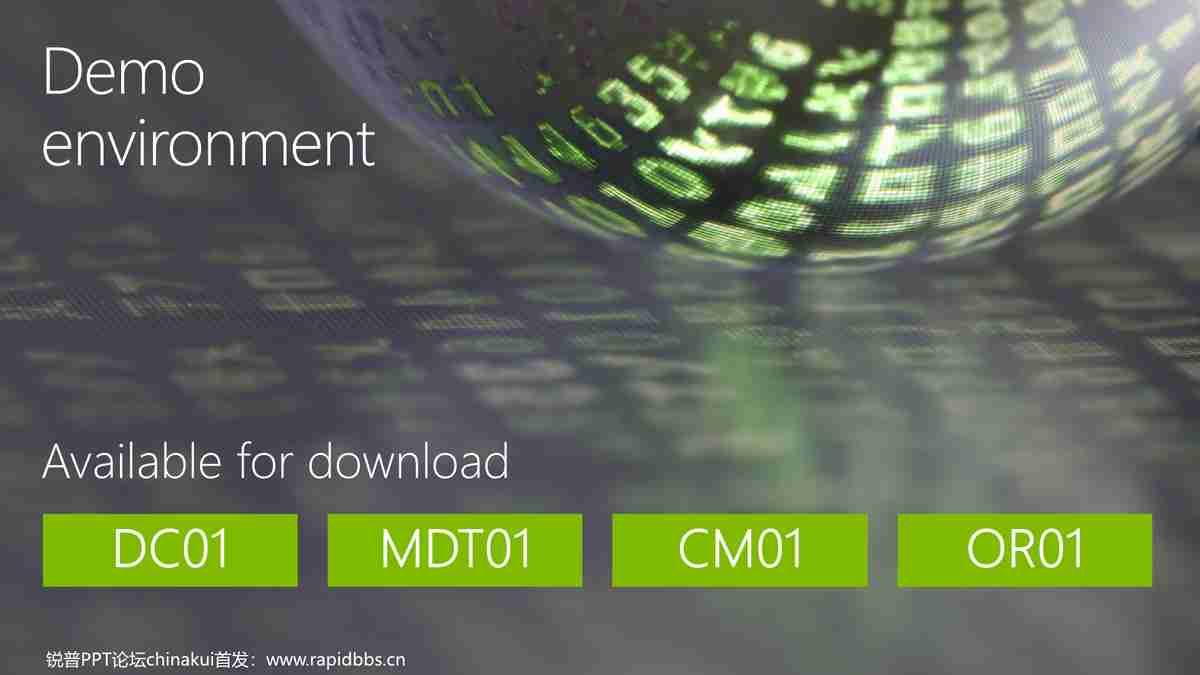 Demo
environment
Available for download
DC01
MDT01
CM01
OR01
锐普PPT论坛chinakui首发：www.rapidbbs.cn